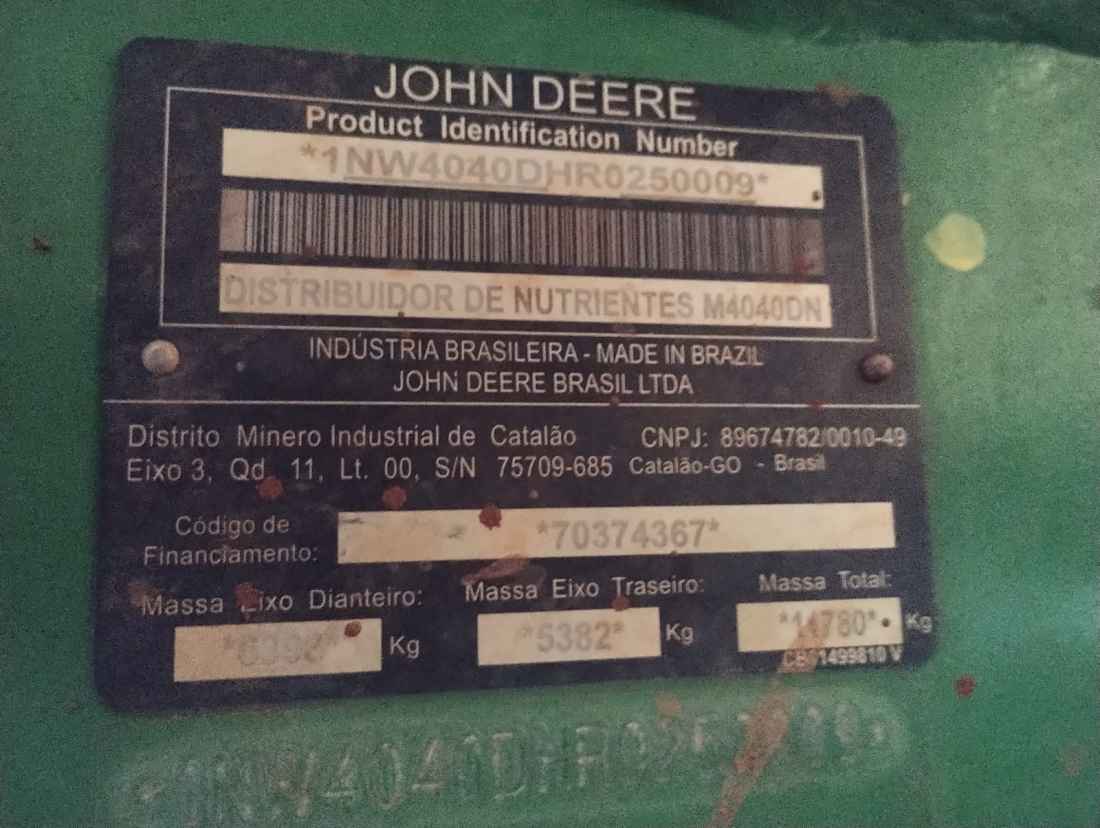 JOHN DEERE
Product Identification Number
*1NW4040DHR0250009*
DISTRIBUIDOR DE NUTRIENTES M4040DN
INDÚSTRIA BRASILEIRA - MADE IN BRAZIL
JOHN DEERE BRASIL LTDA
Distrito Minero Industrial de Catalão CNPJ: 89674782/0010-49
Eixo 3, Qd. 11, Lt. 00, S/N 75709-685 Catalão-GO - Brasil
Código de
Financiamento: *70374367*
Massa Eixo Dianteiro: Massa Eixo Traseiro: Massa Total:
Kg *5382* Kg Kg